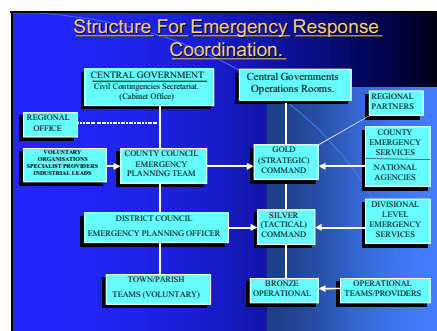 Structure For Emergency Response
Coordination.
CENTRAL GOVERNMENT
Civil Contingencies Secretariat.
(Cabinet Office)
Central Governments
Operations Rooms.
REGIONAL
PARTNERS
REGIONAL
OFFICE
COUNTY
EMERGENCY
SERVICES
NATIONAL
AGENCIES
VOLUNTARY
ORGANISATIONS
SPECIALIST PROVIDERS
INDUSTRIAL LEADS
COUNTY COUNCIL
EMERGENCY
PLANNING TEAM
GOLD
(STRATEGIC)
COMMAND
DISTRICT COUNCIL
EMERGENCY PLANNING OFFICER
SILVER
(TACTICAL)
COMMAND
DIVISIONAL
LEVEL
EMERGENCY
SERVICES
TOWN/PARISH
TEAMS (VOLUNTARY)
BRONZE
OPERATIONAL
OPERATIONAL
TEAMS/PROVIDERS